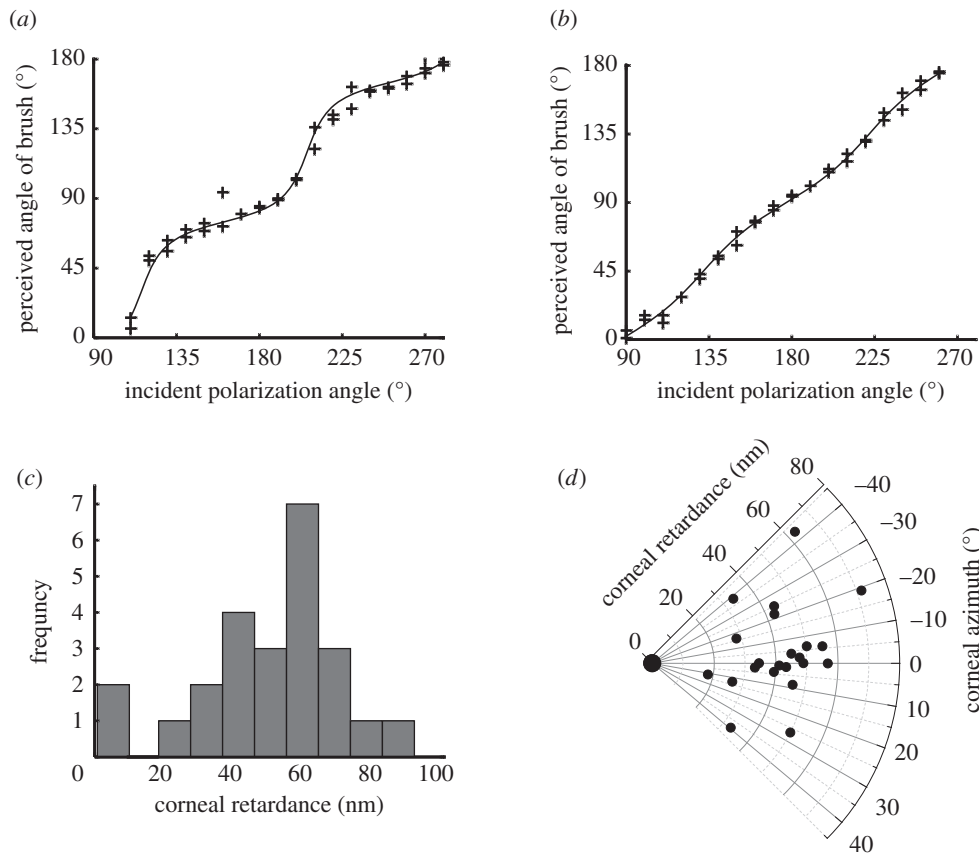 (a)
180
135
90
45
0
perceived angle of brush (°)
90 135 180 225 270
incident polarization angle (°)
(b)
180
135
90
45
0
perceived angle of brush (°)
90 135 180 225 270
incident polarization angle (°)
(c)
7
6
5
4
3
2
1
frequncy
0 20 40 60 80 100
corneal retardance (nm)
(d)
corneal retardance (nm)
0
20
40
60
80
–40
–30
–20
–10
0
10
20
30
40
corneal azimuth (°)